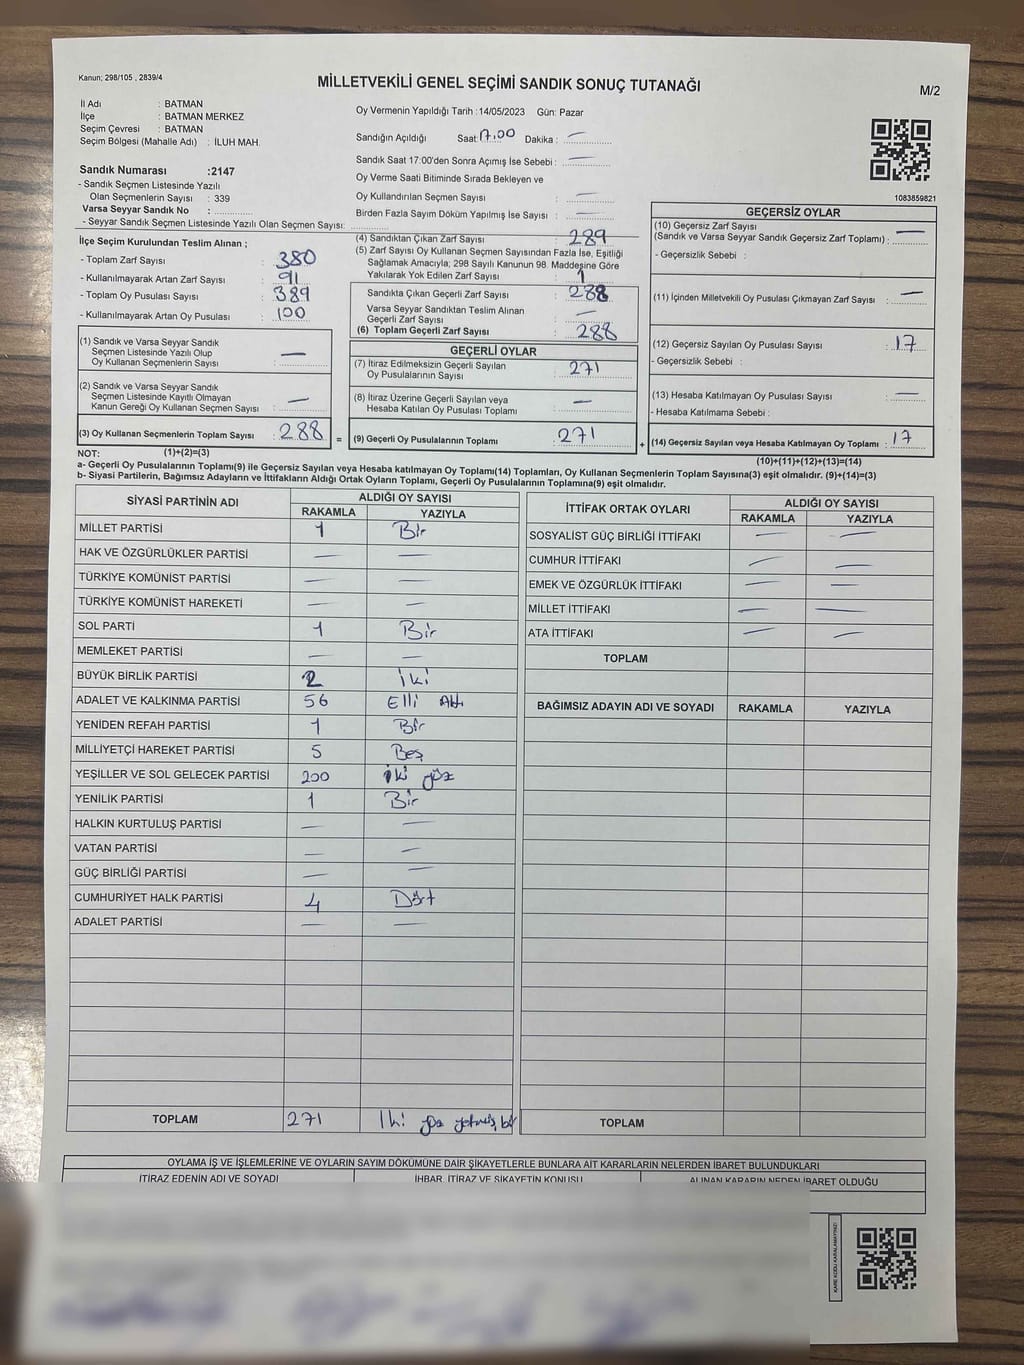 Kanun; 298/105 , 2839/4
MİLLETVEKİLİ GENEL SEÇİMİ SANDIK SONUÇ TUTANAĞI
M/2
İl Adı : BATMAN
İlçe : BATMAN MERKEZ
Seçim Çevresi : BATMAN
Seçim Bölgesi (Mahalle Adı) : İLUH MAH.
Oy Vermenin Yapıldığı Tarih : 14/05/2023 Gün: Pazar
Sandığın Açıldığı Saat: 17.00 Dakika : —
Sandık Saat 17:00'den Sonra Açımış İse Sebebi : —
Oy Verme Saati Bitiminde Sırada Bekleyen ve
Oy Kullandırılan Seçmen Sayısı : —
Birden Fazla Sayım Döküm Yapılmış İse Sayısı : —
1083859821
Sandık Numarası :2147
- Sandık Seçmen Listesinde Yazılı
Olan Seçmenlerin Sayısı : 339
Varsa Seyyar Sandık No :
- Seyyar Sandık Seçmen Listesinde Yazılı Olan Seçmen Sayısı:
İlçe Seçim Kurulundan Teslim Alınan ;
- Toplam Zarf Sayısı : 380
- Kullanılmayarak Artan Zarf Sayısı : 91
- Toplam Oy Pusulası Sayısı : 389
- Kullanılmayarak Artan Oy Pusulası : 100
(1) Sandık ve Varsa Seyyar Sandık
Seçmen Listesinde Yazılı Olup
Oy Kullanan Seçmenlerin Sayısı : —
(2) Sandık ve Varsa Seyyar Sandık
Seçmen Listesinde Kayıtlı Olmayan
Kanun Gereği Oy Kullanan Seçmen Sayısı : —
(3) Oy Kullanan Seçmenlerin Toplam Sayısı : 288
(4) Sandıktan Çıkan Zarf Sayısı : 289
(5) Zarf Sayısı Oy Kullanan Seçmen Sayısından Fazla İse, Eşitliği
Sağlamak Amacıyla; 298 Sayılı Kanunun 98. Maddesine Göre
Yakılarak Yok Edilen Zarf Sayısı : 1
Sandıkta Çıkan Geçerli Zarf Sayısı : 288
Varsa Seyyar Sandıktan Teslim Alınan
Geçerli Zarf Sayısı : —
(6) Toplam Geçerli Zarf Sayısı : 288
GEÇERLİ OYLAR
(7) İtiraz Edilmeksizin Geçerli Sayılan
Oy Pusulalarının Sayısı : 271
(8) İtiraz Üzerine Geçerli Sayılan veya
Hesaba Katılan Oy Pusulası Toplamı : —
= (9) Geçerli Oy Pusulalarının Toplamı : 271
GEÇERSİZ OYLAR
(10) Geçersiz Zarf Sayısı
(Sandık ve Varsa Seyyar Sandık Geçersiz Zarf Toplamı) : —
- Geçersizlik Sebebi :
(11) İçinden Milletvekili Oy Pusulası Çıkmayan Zarf Sayısı : —
(12) Geçersiz Sayılan Oy Pusulası Sayısı : 17
- Geçersizlik Sebebi :
(13) Hesaba Katılmayan Oy Pusulası Sayısı : —
- Hesaba Katılmama Sebebi :
+ (14) Geçersiz Sayılan veya Hesaba Katılmayan Oy Toplamı : 17
NOT: (1)+(2)=(3)
(10)+(11)+(12)+(13)=(14)
a- Geçerli Oy Pusulalarının Toplamı(9) ile Geçersiz Sayılan veya Hesaba katılmayan Oy Toplamı(14) Toplamları, Oy Kullanan Seçmenlerin Toplam Sayısına(3) eşit olmalıdır. (9)+(14)=(3)
b- Siyasi Partilerin, Bağımsız Adayların ve İttifakların Aldığı Ortak Oyların Toplamı, Geçerli Oy Pusulalarının Toplamına(9) eşit olmalıdır.
SİYASİ PARTİNİN ADI ALDIĞI OY SAYISI
RAKAMLA YAZIYLA
MİLLET PARTİSİ 1 Bir
HAK VE ÖZGÜRLÜKLER PARTİSİ — —
TÜRKİYE KOMÜNİST PARTİSİ — —
TÜRKİYE KOMÜNİST HAREKETİ — —
SOL PARTİ 1 Bir
MEMLEKET PARTİSİ — —
BÜYÜK BİRLİK PARTİSİ 2 iki
ADALET VE KALKINMA PARTİSİ 56 Elli Altı
YENİDEN REFAH PARTİSİ 1 Bir
MİLLİYETÇİ HAREKET PARTİSİ 5 Beş
YEŞİLLER VE SOL GELECEK PARTİSİ 200 iki yüz
YENİLİK PARTİSİ 1 Bir
HALKIN KURTULUŞ PARTİSİ — —
VATAN PARTİSİ — —
GÜÇ BİRLİĞİ PARTİSİ — —
CUMHURİYET HALK PARTİSİ 4 Dört
ADALET PARTİSİ — —
TOPLAM 271 İki yüz yetmiş bir
İTTİFAK ORTAK OYLARI ALDIĞI OY SAYISI
RAKAMLA YAZIYLA
SOSYALİST GÜÇ BİRLİĞİ İTTİFAKI — —
CUMHUR İTTİFAKI — —
EMEK VE ÖZGÜRLÜK İTTİFAKI — —
MİLLET İTTİFAKI — —
ATA İTTİFAKI — —
TOPLAM
BAĞIMSIZ ADAYIN ADI VE SOYADI RAKAMLA YAZIYLA
TOPLAM
OYLAMA İŞ VE İŞLEMLERİNE VE OYLARIN SAYIM DÖKÜMÜNE DAİR ŞİKAYETLERLE BUNLARA AİT KARARLARIN NELERDEN İBARET BULUNDUKLARI
İTİRAZ EDENİN ADI VE SOYADI İHBAR, İTİRAZ VE ŞİKAYETİN KONUSU ALINAN KARARIN NEDEN İBARET OLDUĞU
KARE KODU KARALAMAYINIZ!